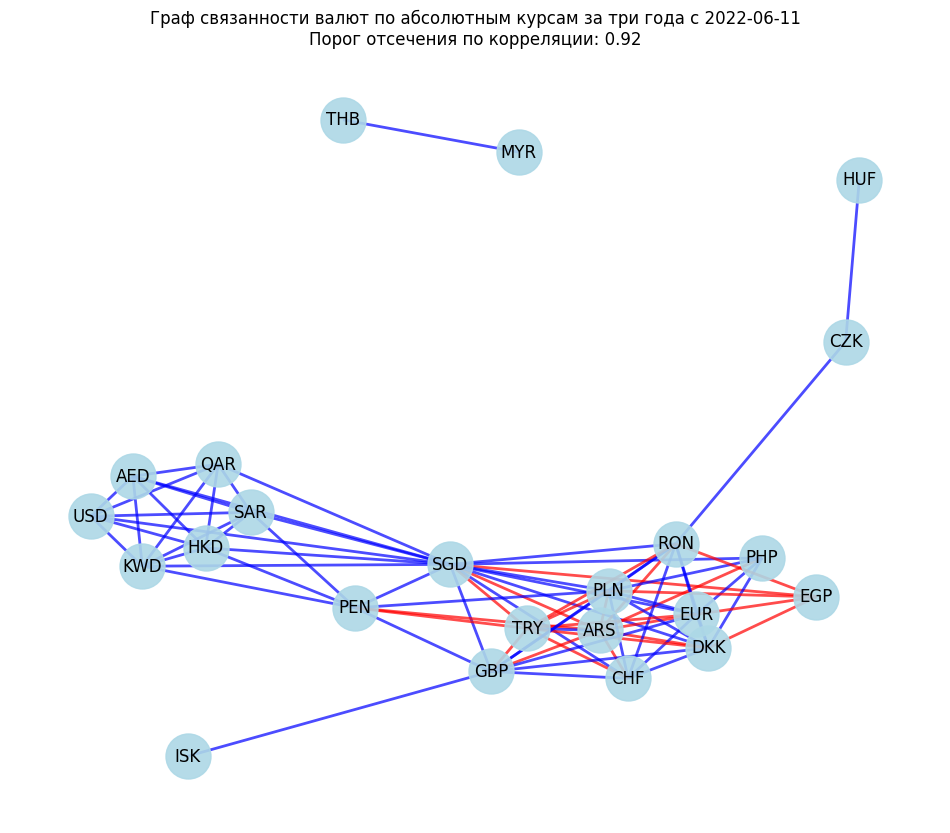 Граф связанности валют по абсолютным курсам за три года с 2022-06-11
Порог отсечения по корреляции: 0.92
THB
MYR
HUF
CZK
QAR
AED
SAR
USD
HKD
RON
PHP
SGD
KWD
PLN
EGP
PEN
EUR
TRY
ARS
DKK
GBP
CHF
ISK